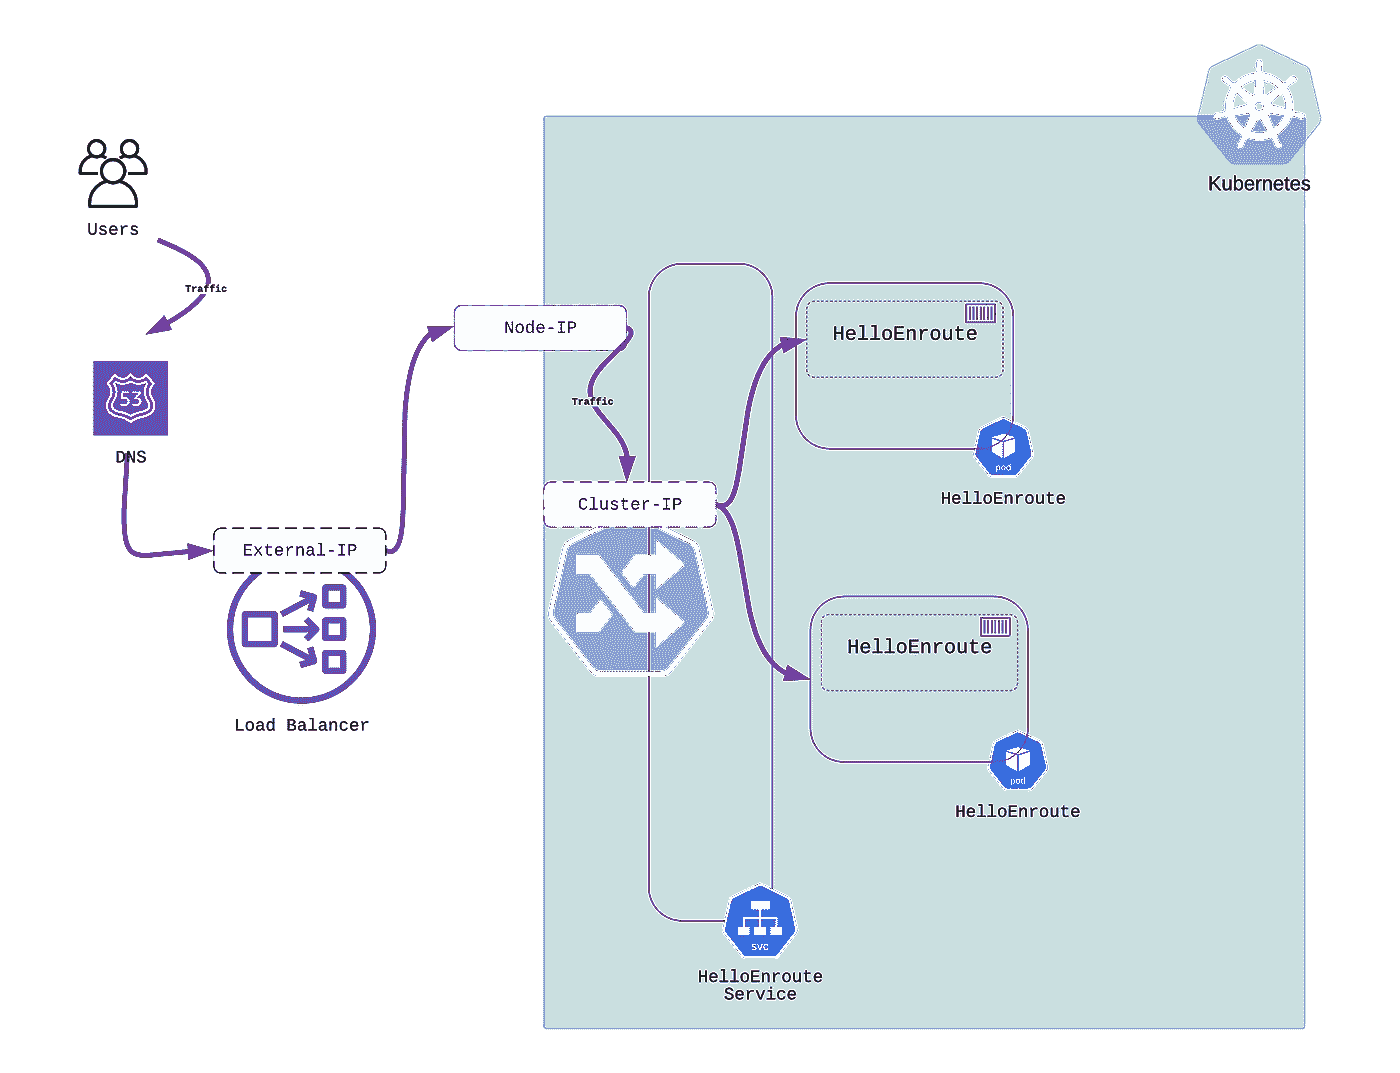 Kubernetes
Users
Traffic
53
DNS
External-IP
Load Balancer
Node-IP
Traffic
Cluster-IP
HelloEnroute
pod
HelloEnroute
HelloEnroute
pod
HelloEnroute
svc
HelloEnroute
Service